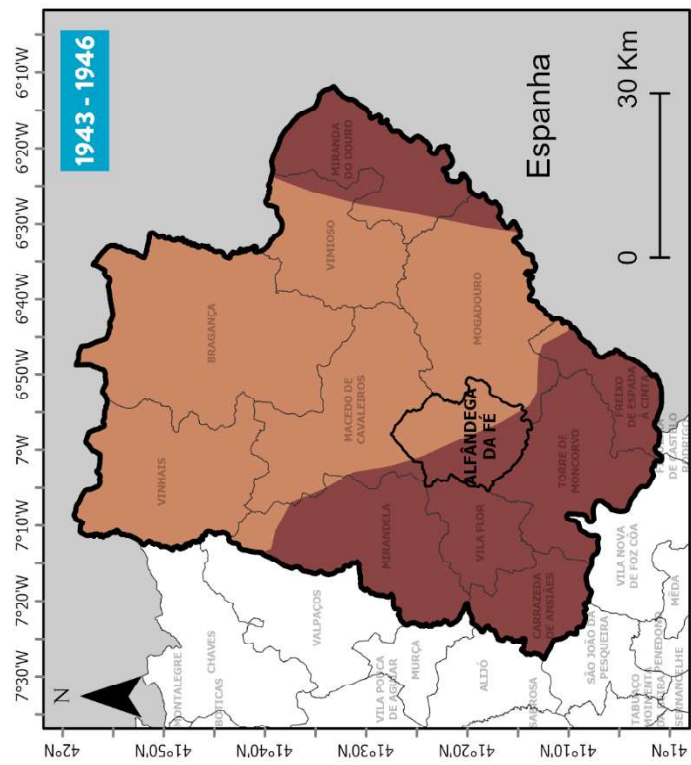 1943 - 1946
6°10'W
6°20'W
6°30'W
6°40'W
6°50'W
7°W
7°10'W
7°20'W
7°30'W
42°N
41°50'N
41°40'N
41°30'N
41°20'N
41°10'N
41°N
N
MONTALEGRE
CHAVES
BOTICAS
VALPAÇOS
VILA POUCA
DE AGUIAR
MURÇA
ALIJÓ
SABROSA
SÃO JOÃO DA
PESQUEIRA
TABUAÇO
PENEDONO
SERNANCELHE
MÊDA
VILA NOVA
DE FOZ CÔA
DE CASTELO
RODRIGO
VINHAIS
BRAGANÇA
VIMIOSO
MIRANDA
DO DOURO
MACEDO DE
CAVALEIROS
MOGADOURO
MIRANDELA
ALFÂNDEGA
DA FÉ
VILA FLOR
CARRAZEDA
DE ANSIÃES
TORRE DE
MONCORVO
FREIXO
DE ESPADA
À CINTA
Espanha
0 30 Km